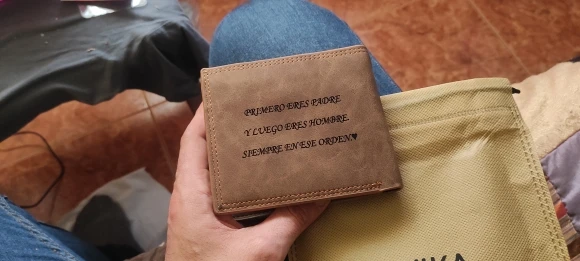 PRIMERO ERES PADRE
Y LUEGO ERES HOMBRE.
SIEMPRE EN ESE ORDEN♥